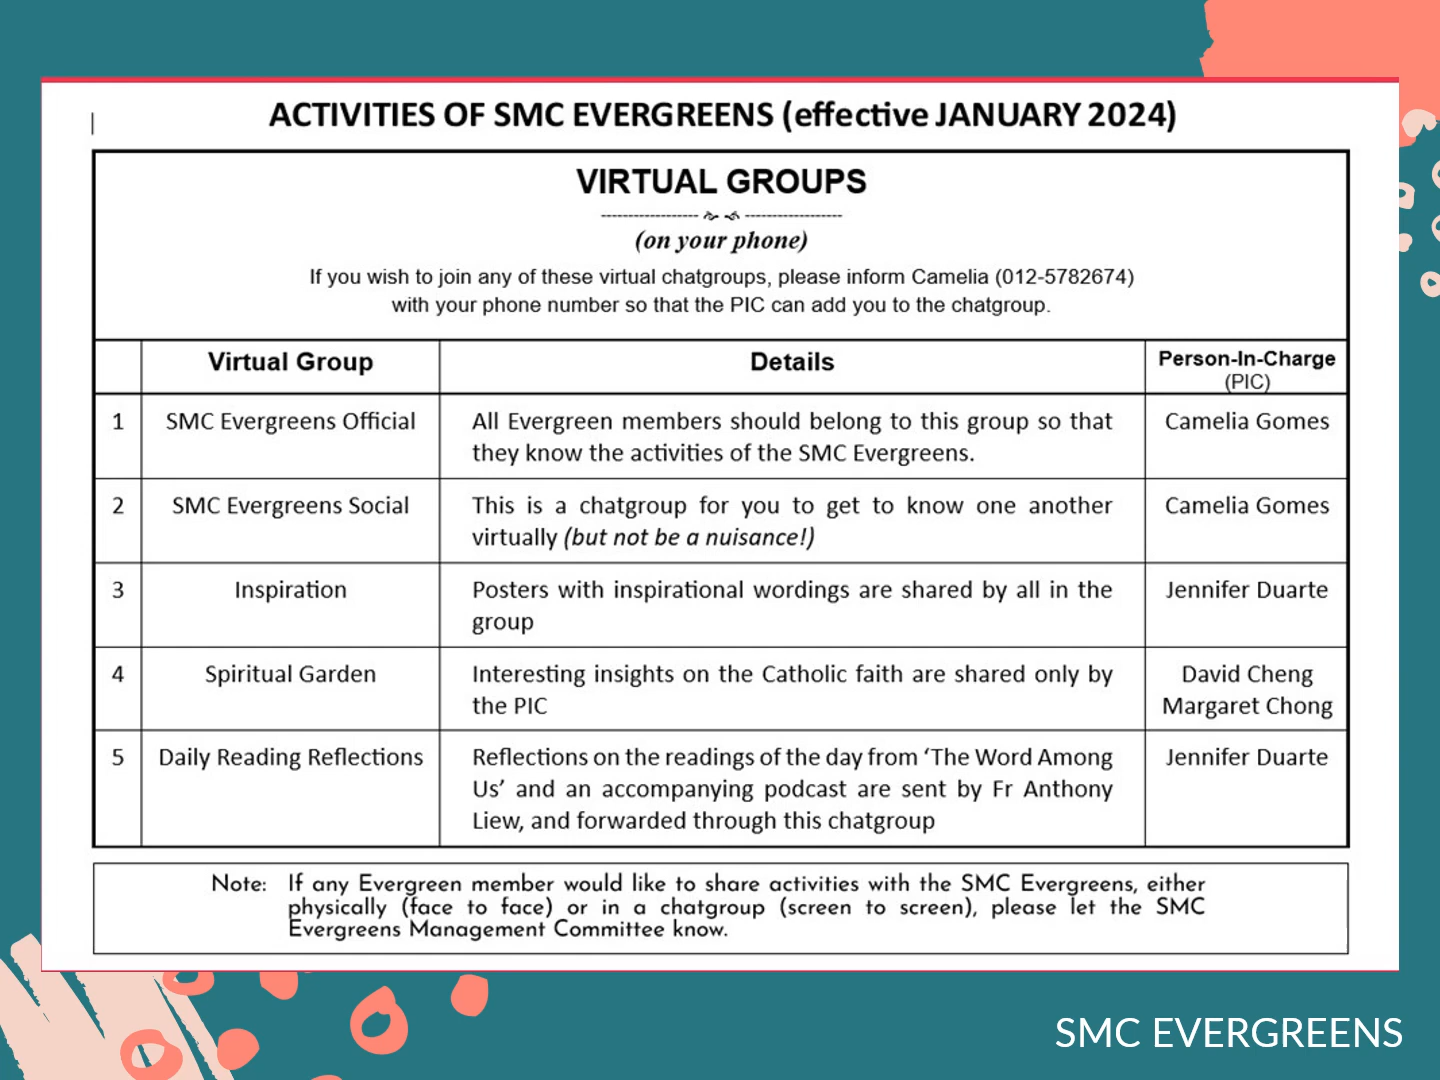 ACTIVITIES OF SMC EVERGREENS (effective JANUARY 2024)
VIRTUAL GROUPS
(on your phone)
If you wish to join any of these virtual chatgroups, please inform Camelia (012-5782674)
with your phone number so that the PIC can add you to the chatgroup.
Virtual Group Details Person-In-Charge
(PIC)
1 SMC Evergreens Official All Evergreen members should belong to this group so that Camelia Gomes
they know the activities of the SMC Evergreens.
2 SMC Evergreens Social This is a chatgroup for you to get to know one another Camelia Gomes
virtually (but not be a nuisance!)
3 Inspiration Posters with inspirational wordings are shared by all in the Jennifer Duarte
group
4 Spiritual Garden Interesting insights on the Catholic faith are shared only by David Cheng
the PIC Margaret Chong
5 Daily Reading Reflections Reflections on the readings of the day from ‘The Word Among Jennifer Duarte
Us’ and an accompanying podcast are sent by Fr Anthony
Liew, and forwarded through this chatgroup
Note: If any Evergreen member would like to share activities with the SMC Evergreens, either
physically (face to face) or in a chatgroup (screen to screen), please let the SMC
Evergreens Management Committee know.
SMC EVERGREENS